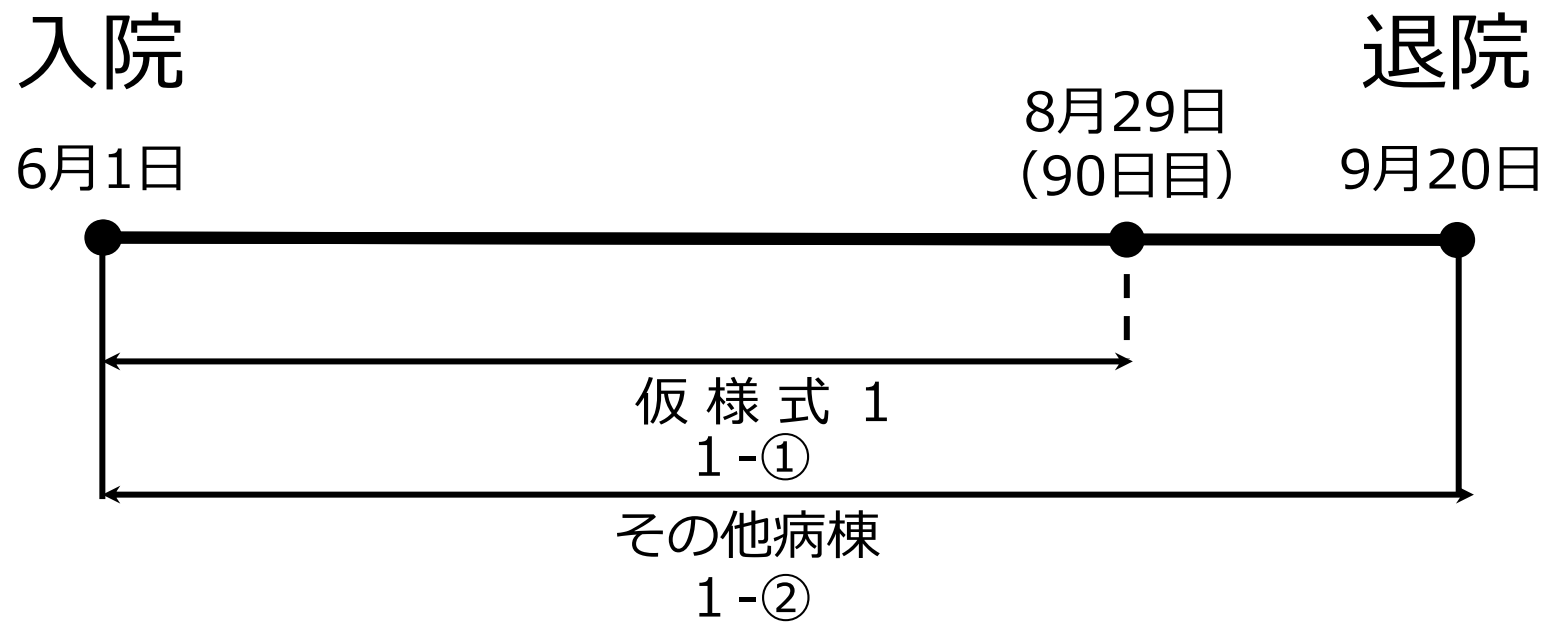 入院
退院
6月1日
8月29日
（90日目）
9月20日
仮 様 式 1
1-①
その他病棟
1-②